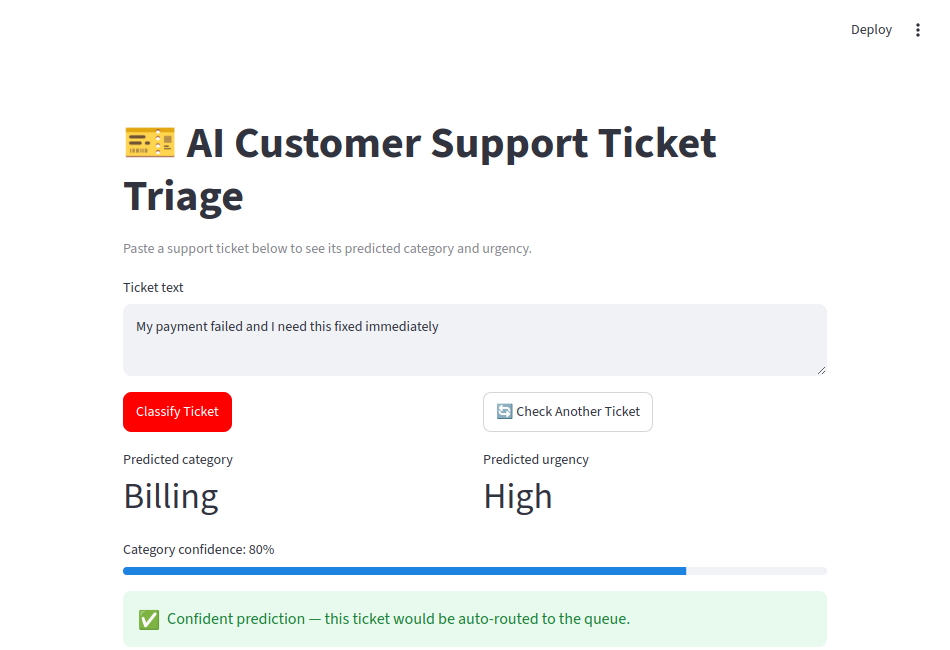 Deploy
🎫 AI Customer Support Ticket
Triage
Paste a support ticket below to see its predicted category and urgency.
Ticket text
My payment failed and I need this fixed immediately
Classify Ticket
🔄 Check Another Ticket
Predicted category
Predicted urgency
Billing
High
Category confidence: 80%
✅ Confident prediction — this ticket would be auto-routed to the queue.